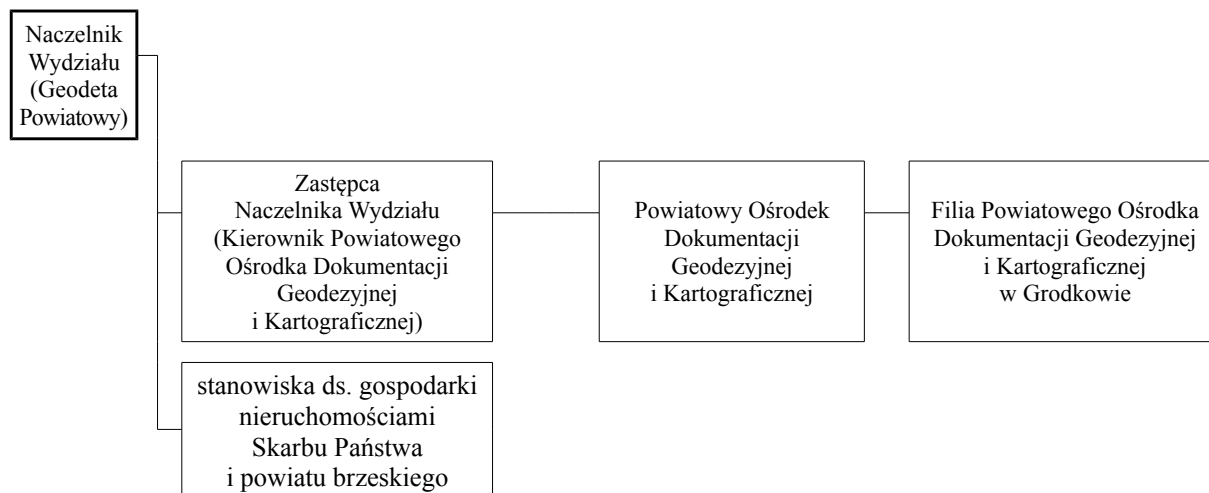 Naczelnik
Wydziału
(Geodeta
Powiatowy)
Zastępca
Naczelnika Wydziału
(Kierownik Powiatowego
Ośrodka Dokumentacji
Geodezyjnej
i Kartograficznej)
Powiatowy Ośrodek
Dokumentacji
Geodezyjnej
i Kartograficznej
Filia Powiatowego Ośrodka
Dokumentacji Geodezyjnej
i Kartograficznej
w Grodkowie
stanowiska ds. gospodarki
nieruchomościami
Skarbu Państwa
i powiatu brzeskiego